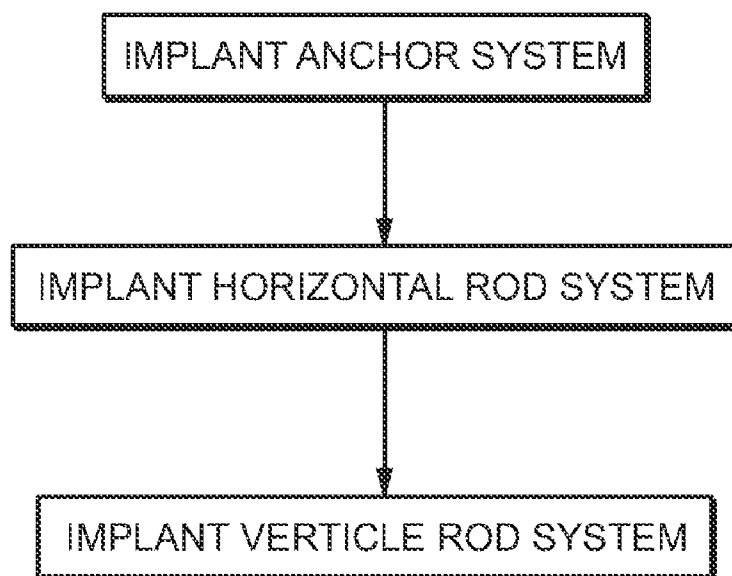 IMPLANT ANCHOR SYSTEM
IMPLANT HORIZONTAL ROD SYSTEM
IMPLANT VERTICLE ROD SYSTEM